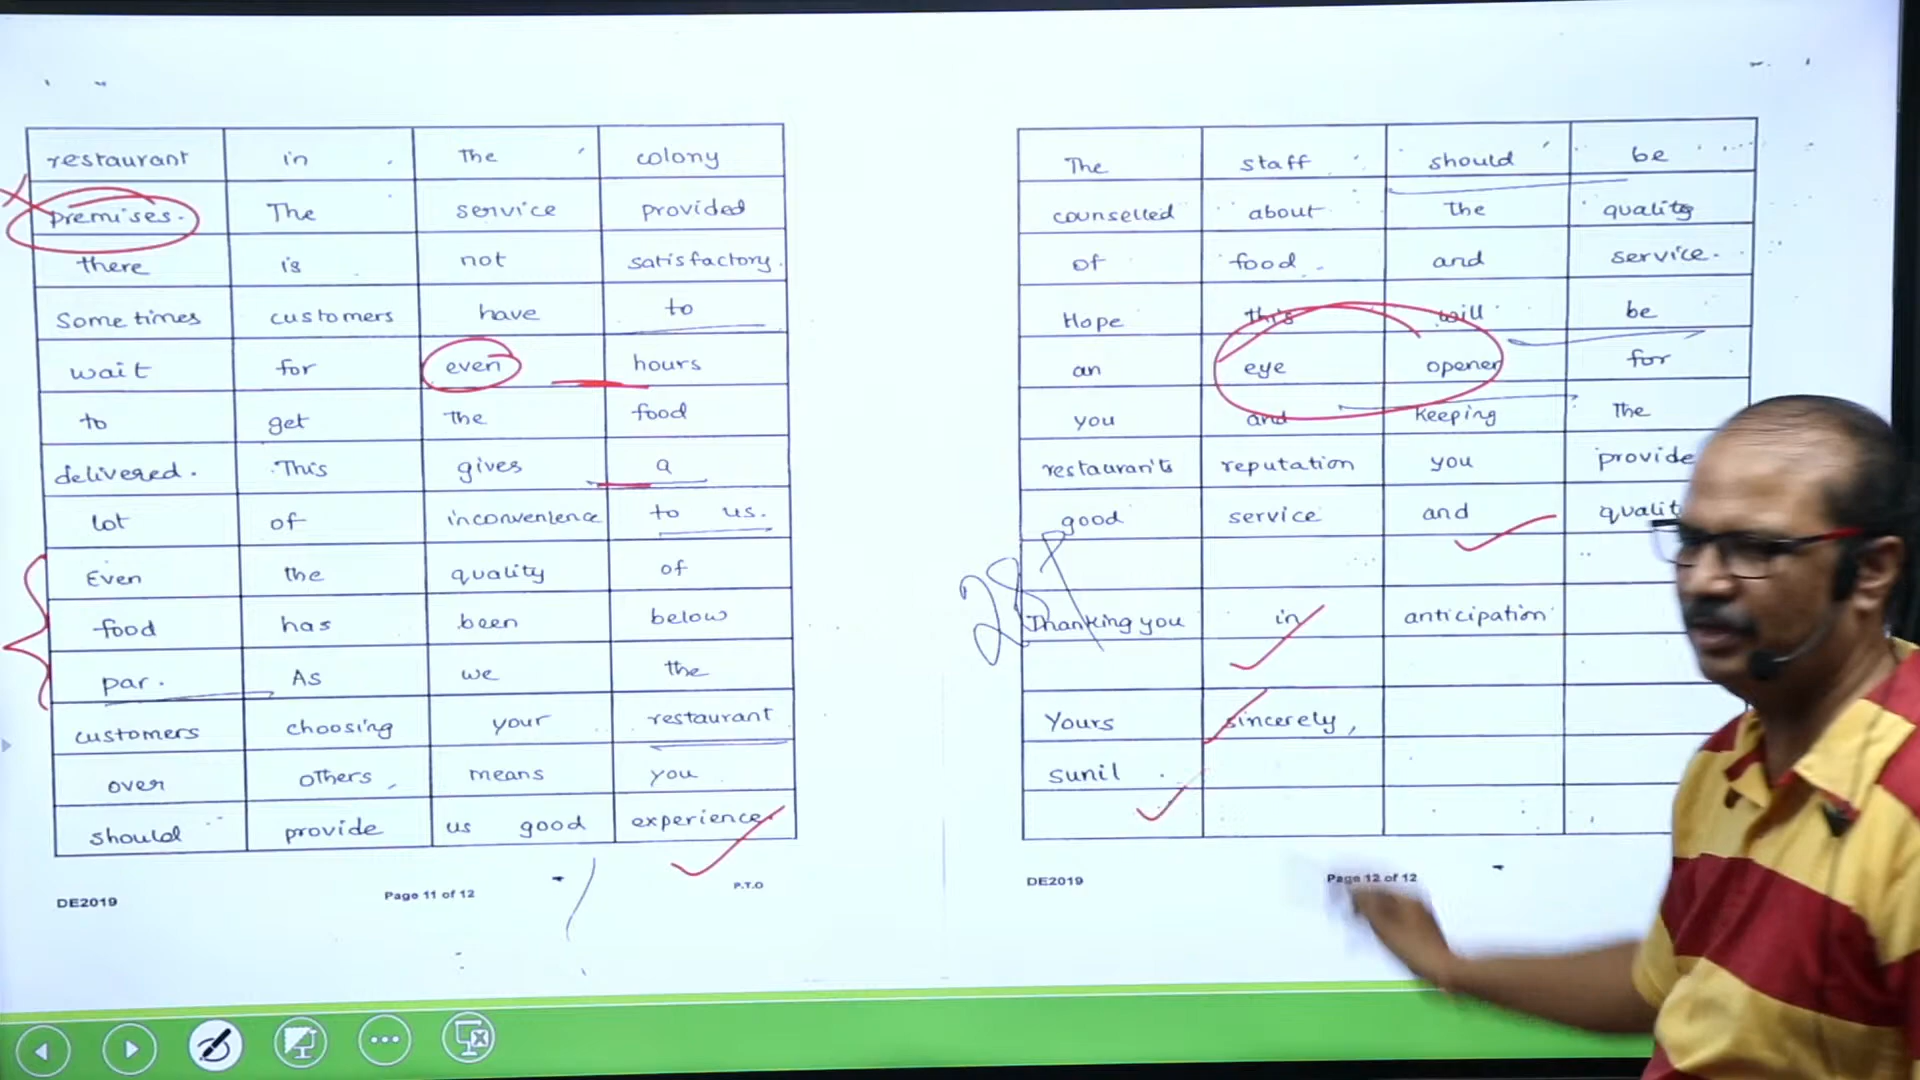 restaurant in the colony
premises. The service provided
there is not satisfactory.
Sometimes customers have to
wait for even hours
to get the food
delivered. This gives a
lot of inconvenience to us.
Even the quality of
food has been below
par. As we the
customers choosing your restaurant
over others, means you
should provide us good experience.
DE2019 Page 11 of 12 P.T.O
The staff should be
counselled about the quality
of food and service.
Hope this will be
an eye opener for
you and keeping the
restaurant's reputation you provide
good service and
28
Thanking you in anticipation
Yours sincerely,
sunil
DE2019 Page 12 of 12